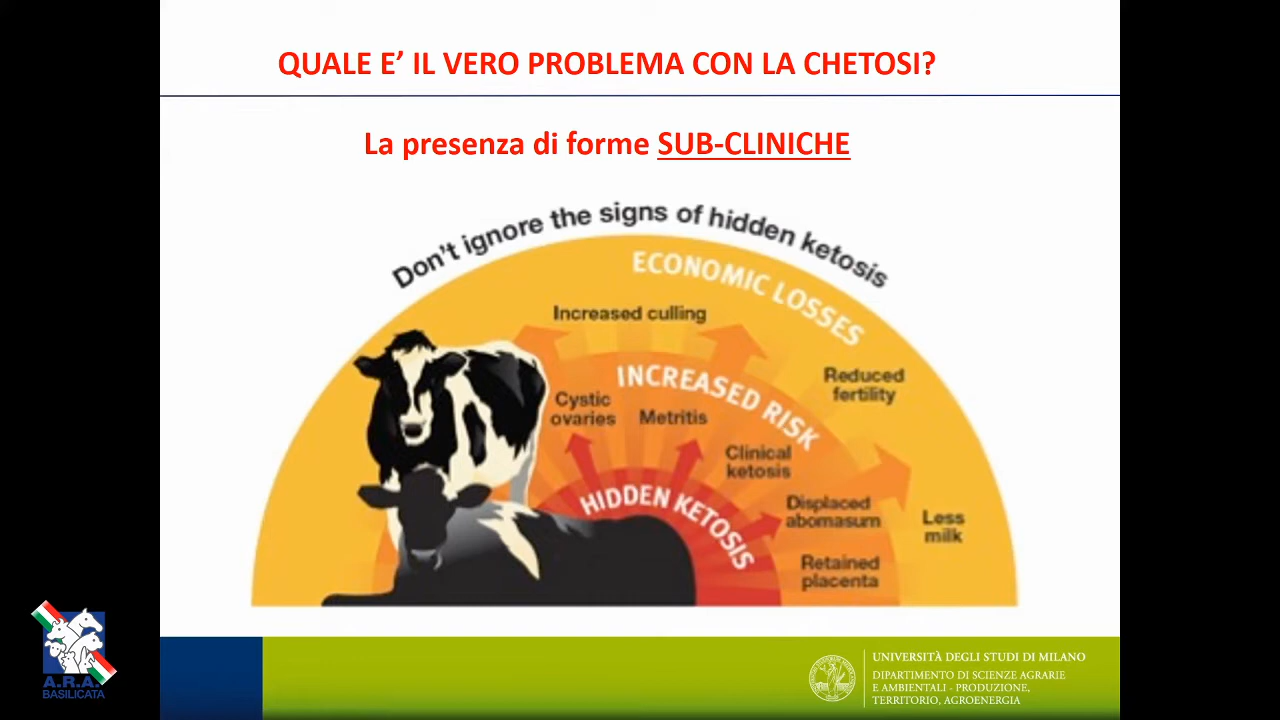 QUALE E’ IL VERO PROBLEMA CON LA CHETOSI?
La presenza di forme SUB-CLINICHE
Don't ignore the signs of hidden ketosis
ECONOMIC LOSSES
Increased culling
Reduced
fertility
Less
milk
INCREASED RISK
Cystic
ovaries
Metritis
Clinical
ketosis
Displaced
abomasum
Retained
placenta
HIDDEN KETOSIS
A.R.A.
BASILICATA
UNIVERSITÀ DEGLI STUDI DI MILANO
DIPARTIMENTO DI SCIENZE AGRARIE
E AMBIENTALI - PRODUZIONE,
TERRITORIO, AGROENERGIA